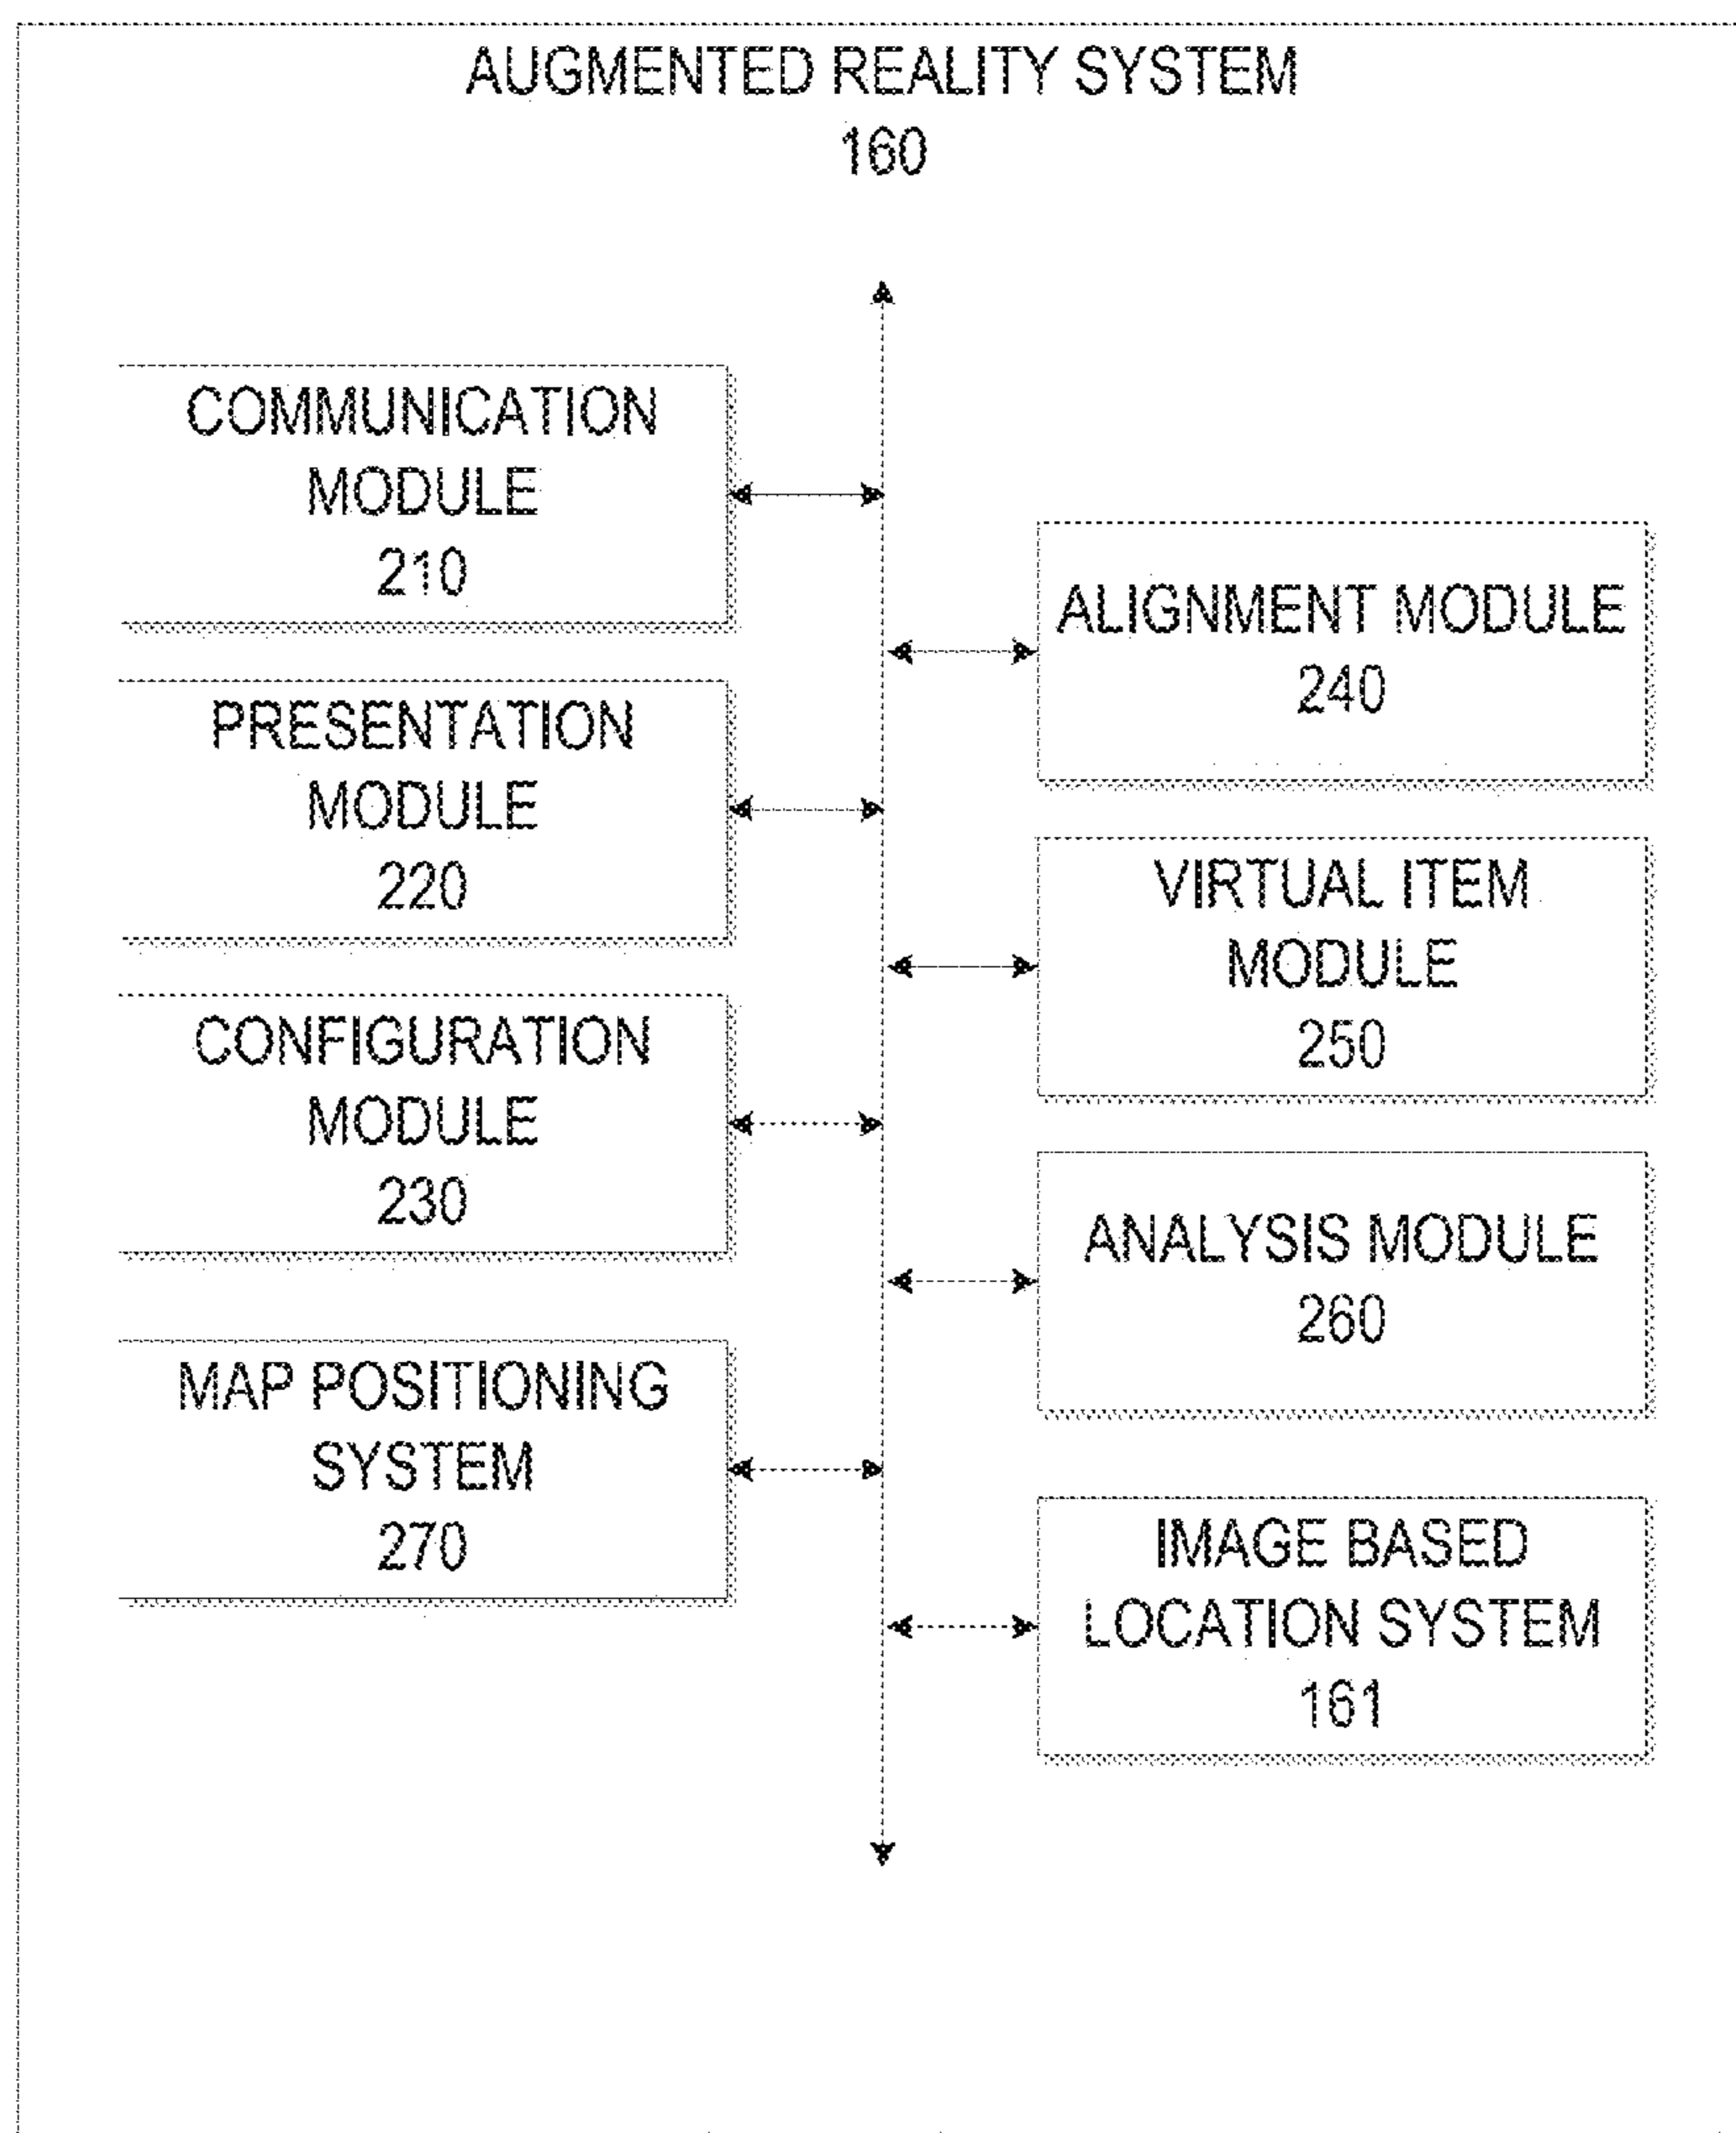 AUGMENTED REALITY SYSTEM
160
COMMUNICATION
MODULE
210
PRESENTATION
MODULE
220
CONFIGURATION
MODULE
230
MAP POSITIONING
SYSTEM
270
ALIGNMENT MODULE
240
VIRTUAL ITEM
MODULE
250
ANALYSIS MODULE
260
IMAGE BASED
LOCATION SYSTEM
161